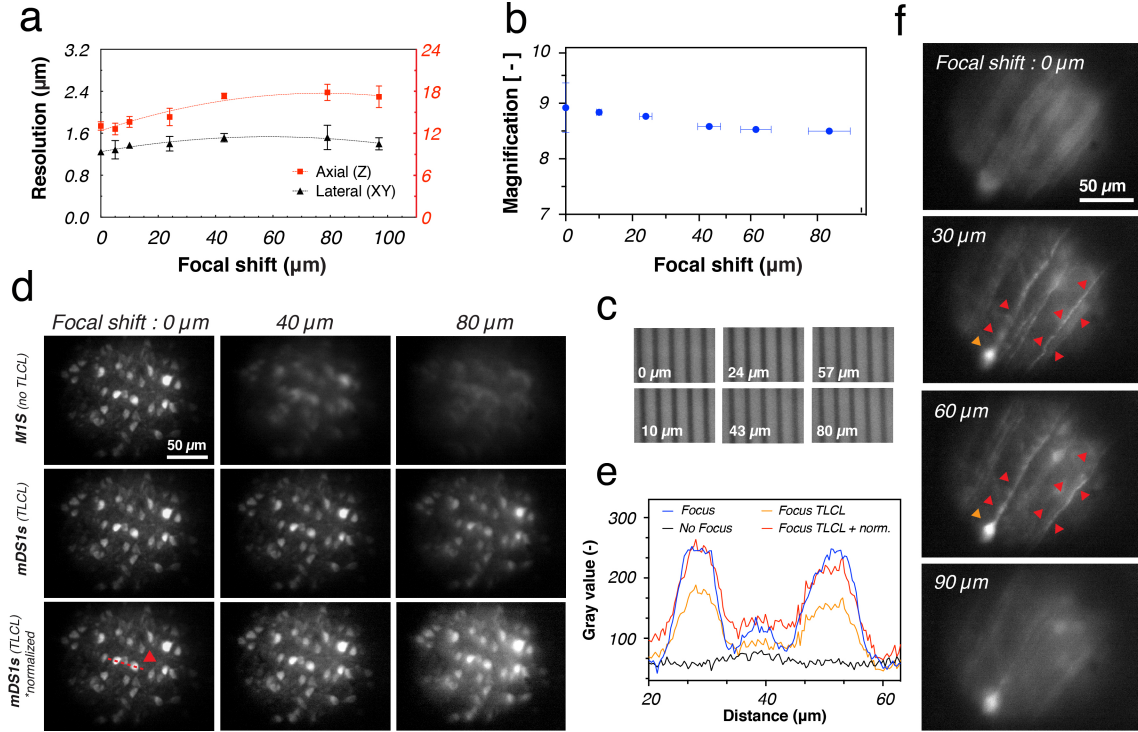 a
3.2
2.4
1.6
0.8
0.0
24
18
12
6
0
Resolution (µm)
Axial (Z)
Lateral (XY)
0
20
40
60
80
100
Focal shift (µm)
b
10
9
8
7
Magnification [ - ]
0
20
40
60
80
Focal shift (µm)
c
0 µm
24 µm
57 µm
10 µm
43 µm
80 µm
d
Focal shift : 0 µm
40 µm
80 µm
M1S (no TLCL)
50 µm
mDS1s (TLCL)
mDS1s (TLCL)
*normalized
e
300
200
100
Gray value (-)
Focus
Focus TLCL
No Focus
Focus TLCL + norm.
20
40
60
Distance (µm)
f
Focal shift : 0 µm
50 µm
30 µm
60 µm
90 µm